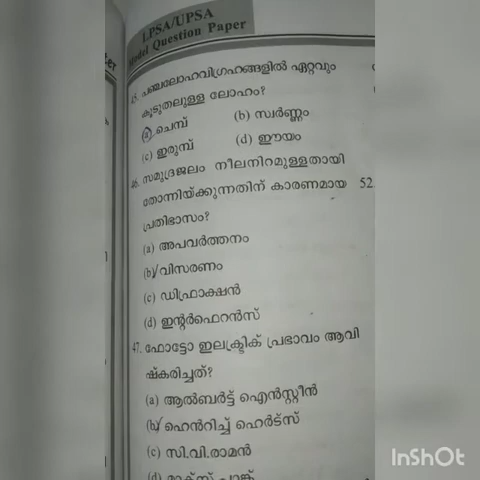 LPSA/UPSA
Model Question Paper
45. പഞ്ചലോഹവിഗ്രഹങ്ങളിൽ ഏറ്റവും
കൂടുതലുള്ള ലോഹം?
(a) ചെമ്പ് (b) സ്വർണ്ണം
(c) ഇരുമ്പ് (d) ഈയം
46. സമുദ്രജലം നീലനിറമുള്ളതായി
തോന്നിയ്ക്കുന്നതിന് കാരണമായ 52.
പ്രതിഭാസം?
(a) അപവർത്തനം
(b) വിസരണം
(c) ഡിഫ്രാക്ഷൻ
(d) ഇന്റർഫെറൻസ്
47. ഫോട്ടോ ഇലക്ട്രിക് പ്രഭാവം ആവി
ഷ്കരിച്ചത്?
(a) ആൽബർട്ട് ഐൻസ്റ്റീൻ
(b) ഹെൻറിച്ച് ഹെർട്സ്
(c) സി.വി.രാമൻ
(d) മാക്സ് പ്ലാങ്ക്
InShOt